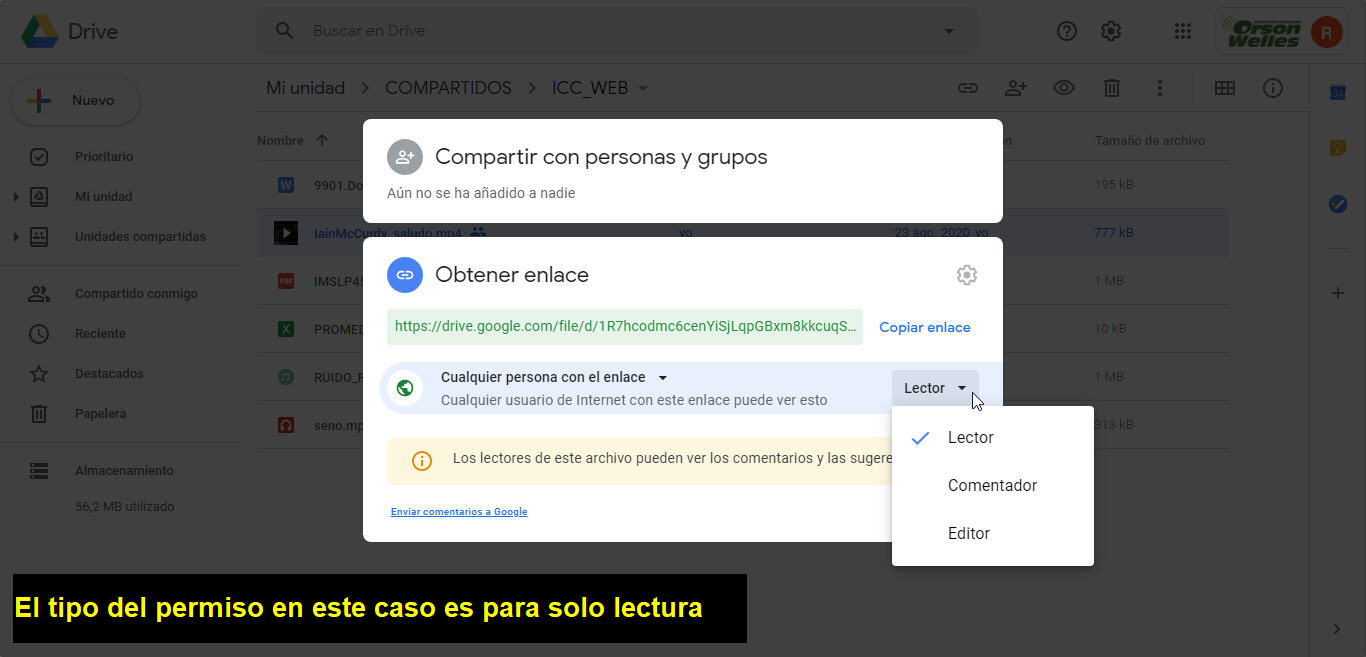 Drive
Buscar en Drive
Orson
Welles
R
Nuevo
Mi unidad
COMPARTIDOS
ICC_WEB
Nombre
Tamaño de archivo
Prioritario
Mi unidad
Unidades compartidas
Compartido conmigo
Reciente
Destacados
Papelera
Almacenamiento
56,2 MB utilizado
W 9901.Do
195 kB
IainMcCurdy_saludo.mp4
yo
23 ago. 2020 yo
777 kB
PDF IMSLP45
1 MB
X PROMED
10 kB
RUIDO_R
1 MB
seno.mp
313 kB
31
Compartir con personas y grupos
Aún no se ha añadido a nadie
Obtener enlace
https://drive.google.com/file/d/1R7hcodmc6cenYiSjLqpGBxm8kkcuqS...
Copiar enlace
Cualquier persona con el enlace
Cualquier usuario de Internet con este enlace puede ver esto
Lector
Los lectores de este archivo pueden ver los comentarios y las sugere
Enviar comentarios a Google
Lector
Comentador
Editor
El tipo del permiso en este caso es para solo lectura